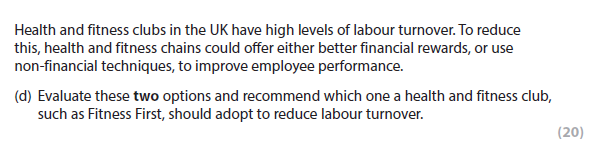 Health and fitness clubs in the UK have high levels of labour turnover. To reduce
this, health and fitness chains could offer either better financial rewards, or use
non-financial techniques, to improve employee performance.
(d) Evaluate these two options and recommend which one a health and fitness club,
such as Fitness First, should adopt to reduce labour turnover.
(20)